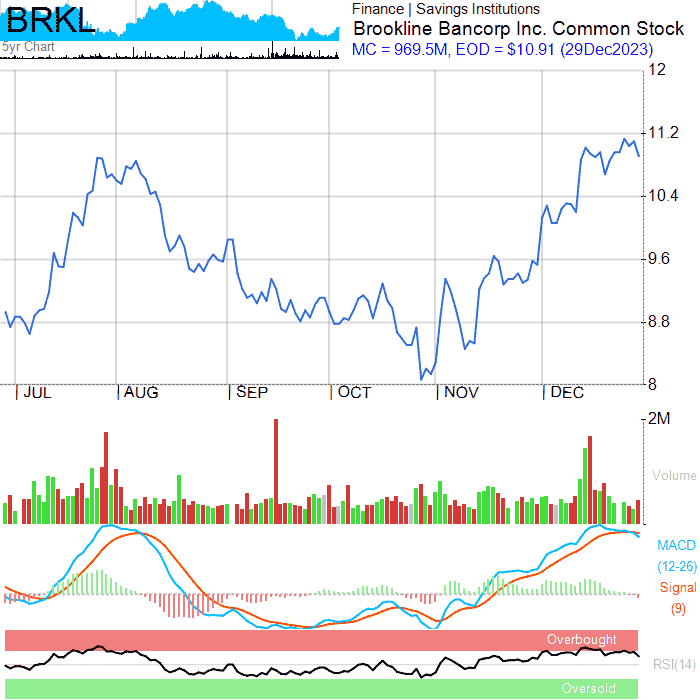 BRKL
5yr Chart
Finance | Savings Institutions
Brookline Bancorp Inc. Common Stock
MC = 969.5M, EOD = $10.91 (29Dec2023)
12
11.2
10.4
9.6
8.8
8
JUL
AUG
SEP
OCT
NOV
DEC
2M
Volume
MACD
(12-26)
Signal
(9)
Overbought
RSI(14)
Oversold